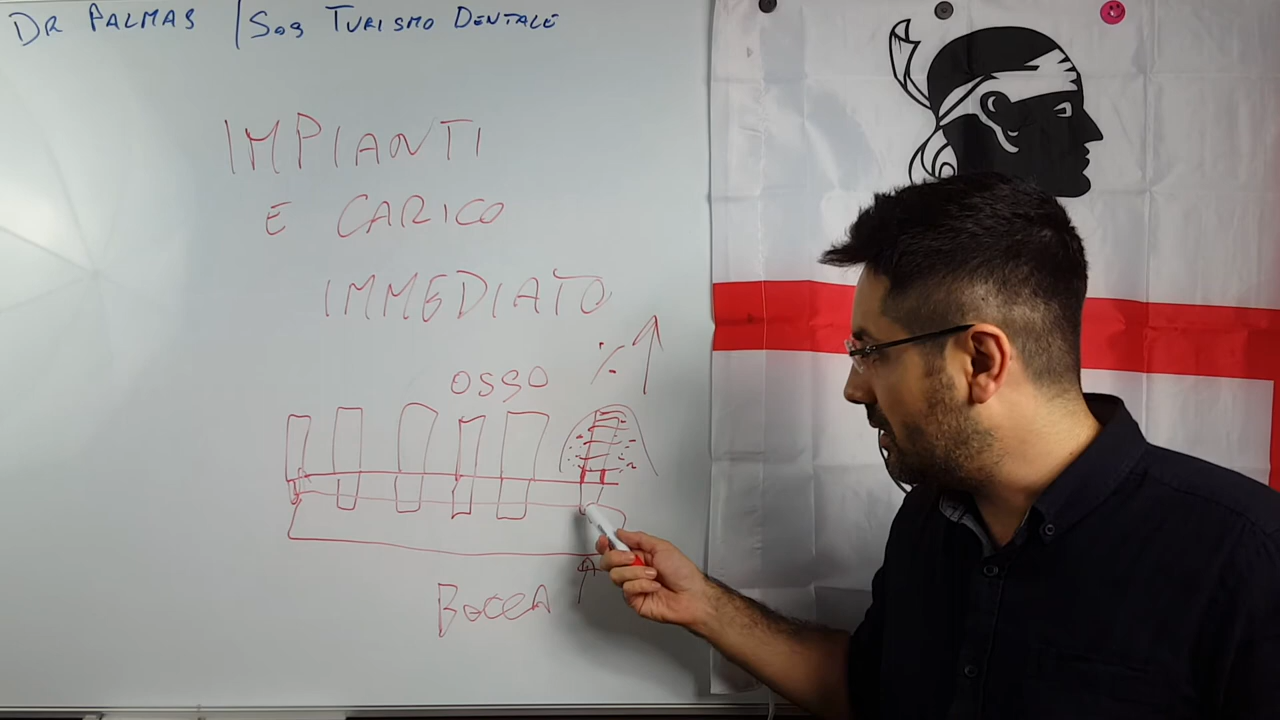 DR PALMAS / SOS TURISMO DENTALE
IMPIANTI
E CARICO
IMMEDIATO
OSSO %
BOCCA